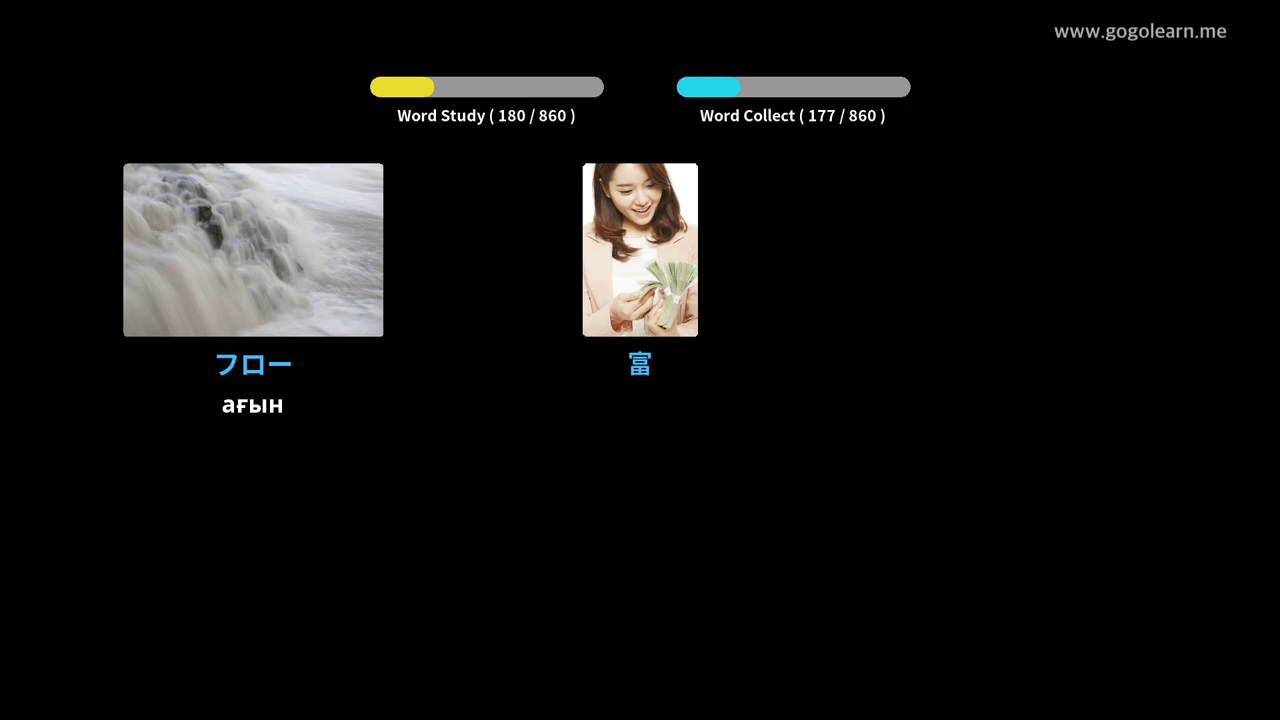 www.gogolearn.me
Word Study ( 180 / 860 )
Word Collect ( 177 / 860 )
フロー
ағын
富